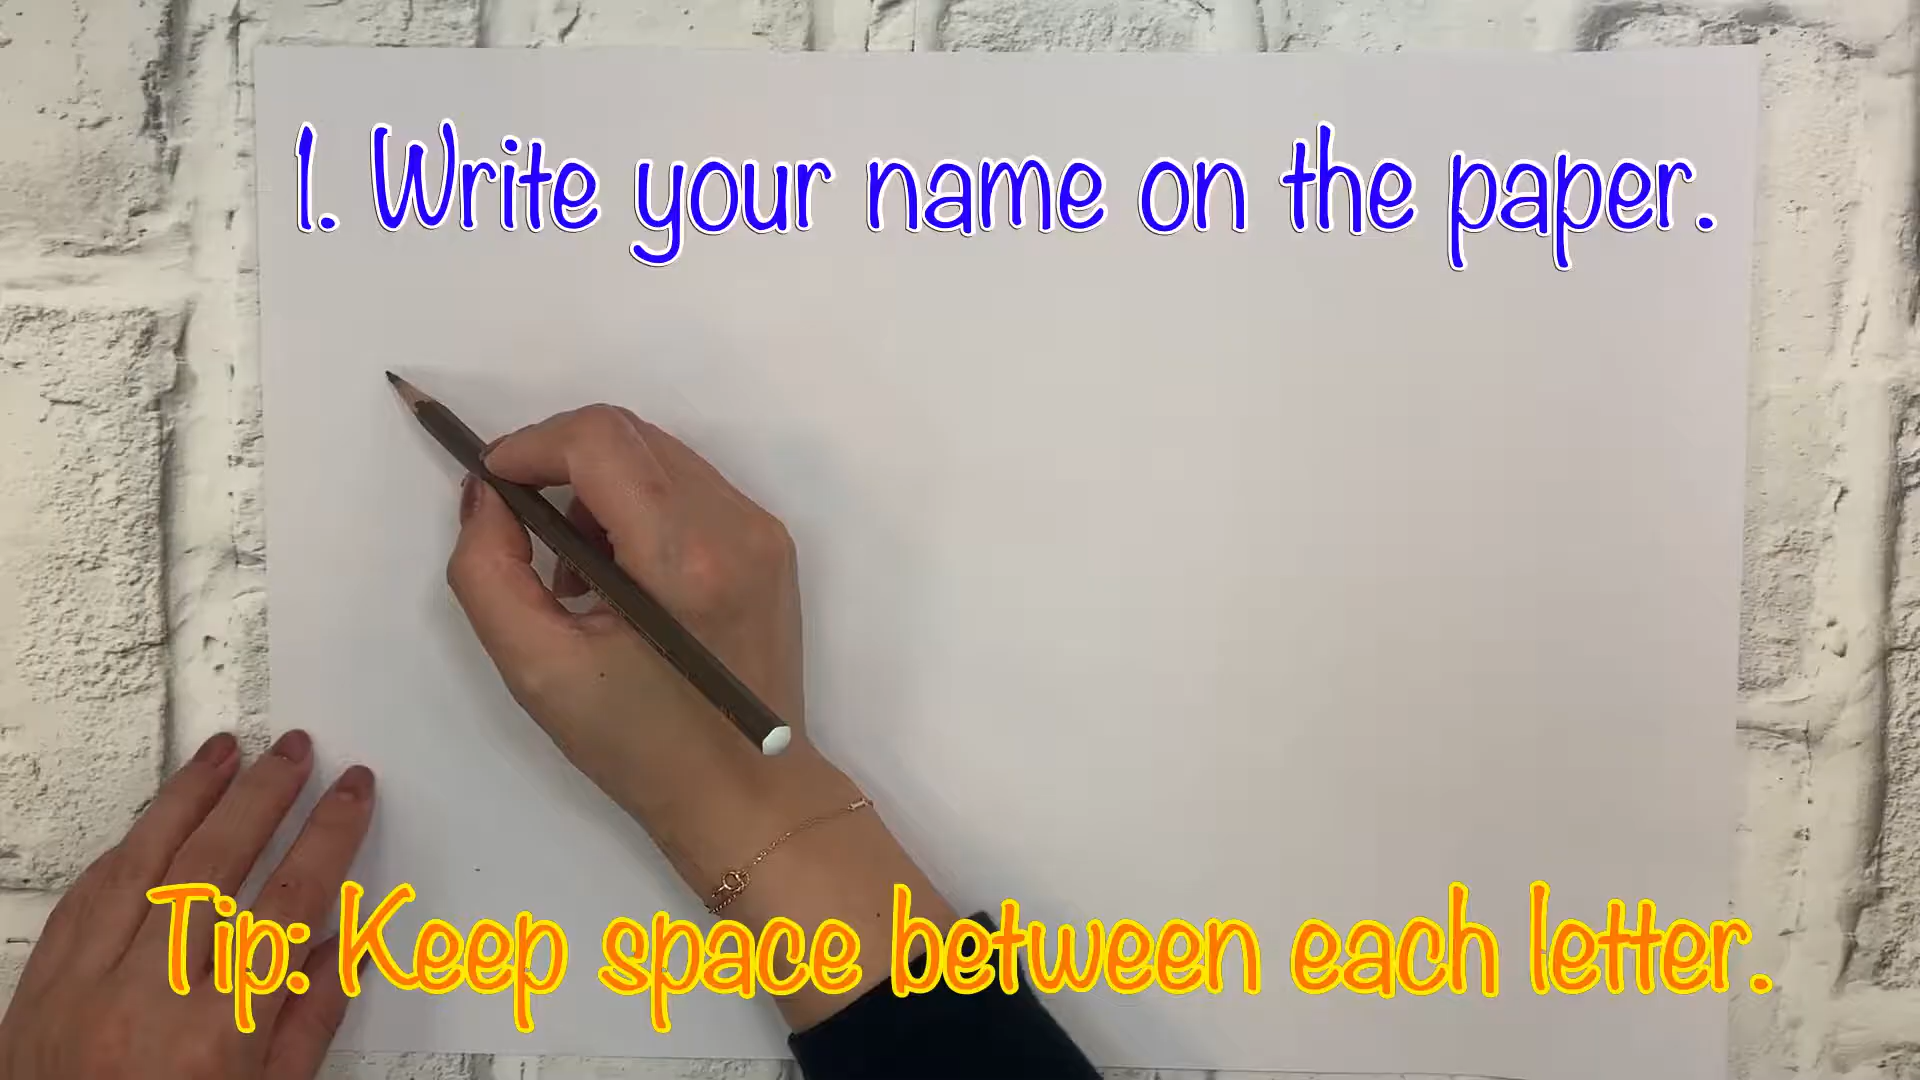 1. Write your name on the paper.
Tip: Keep space between each letter.